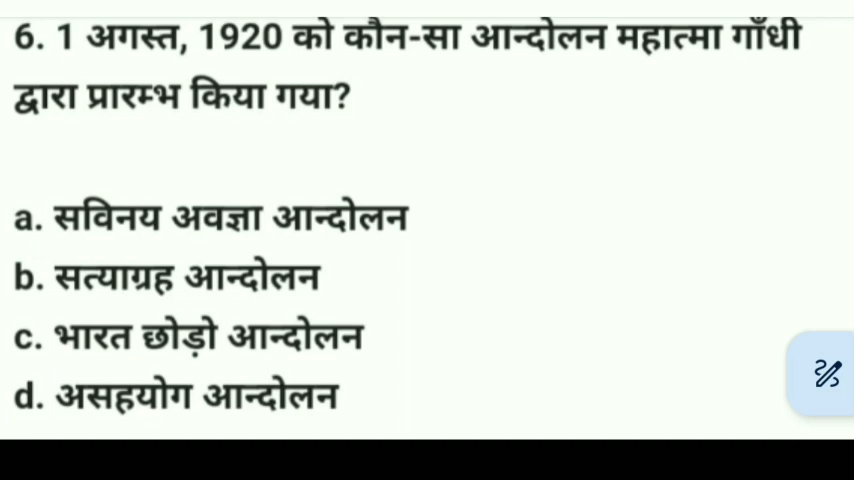 6. 1 अगस्त, 1920 को कौन-सा आन्दोलन महात्मा गाँधी
द्वारा प्रारम्भ किया गया?
a. सविनय अवज्ञा आन्दोलन
b. सत्याग्रह आन्दोलन
c. भारत छोड़ो आन्दोलन
d. असहयोग आन्दोलन